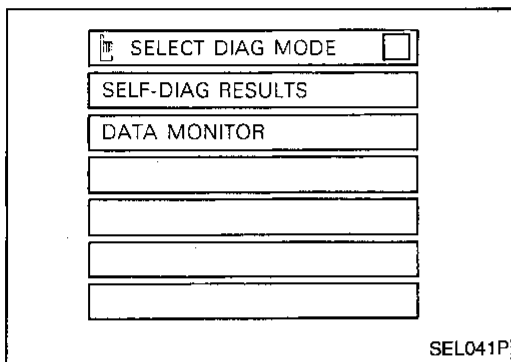 SELECT DIAG MODE
SELF-DIAG RESULTS
DATA MONITOR
SEL041P